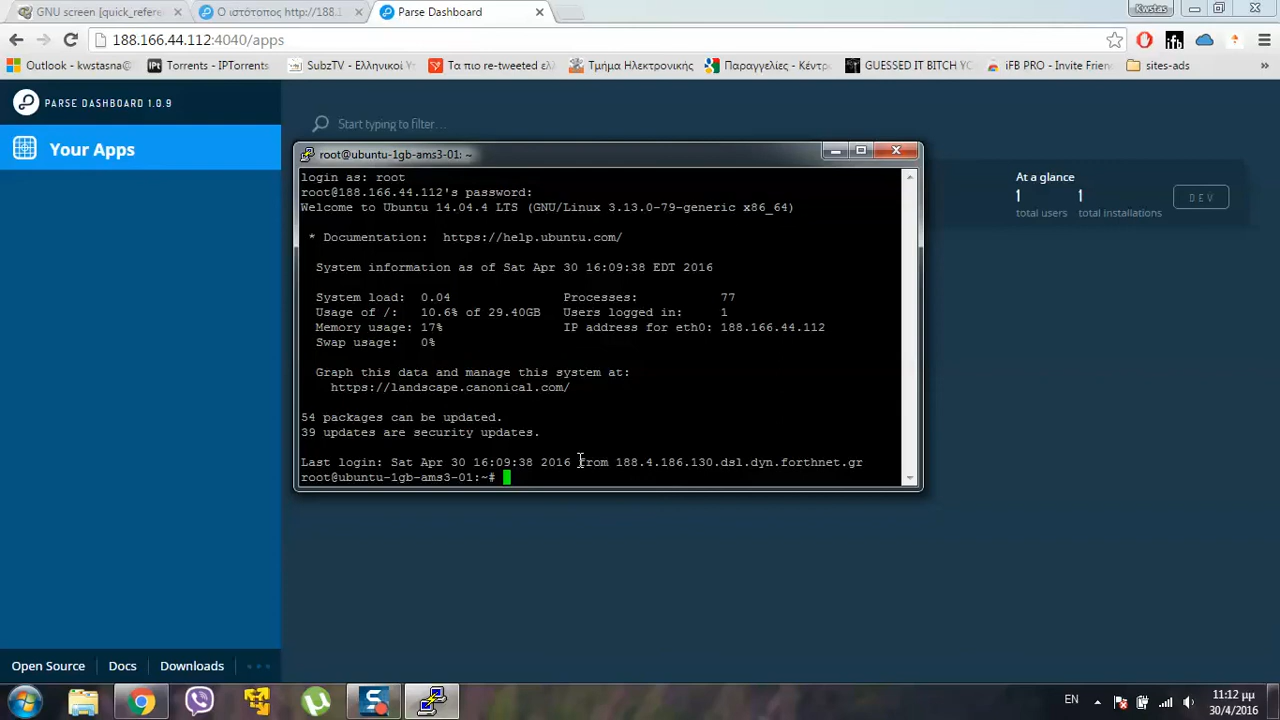 GNU screen [quick_refere
Ο ιστότοπος http://188.1
Parse Dashboard
Kwstas
188.166.44.112:4040/apps
Outlook - kwstasna@
Torrents - IPTorrents
SubzTV - Ελληνικοί Υ
Τα πιο re-tweeted ελλ
Τμήμα Ηλεκτρονικής
Παραγγελίες - Κέντρ
GUESSED IT BITCH YO
iFB PRO - Invite Frien
sites-ads
PARSE DASHBOARD 1.0.9
Your Apps
Start typing to filter...
At a glance
1 1
total users total installations
DEV
root@ubuntu-1gb-ams3-01: ~
login as: root
root@188.166.44.112's password:
Welcome to Ubuntu 14.04.4 LTS (GNU/Linux 3.13.0-79-generic x86_64)
* Documentation: https://help.ubuntu.com/
System information as of Sat Apr 30 16:09:38 EDT 2016
System load: 0.04 Processes: 77
Usage of /: 10.6% of 29.40GB Users logged in: 1
Memory usage: 17% IP address for eth0: 188.166.44.112
Swap usage: 0%
Graph this data and manage this system at:
https://landscape.canonical.com/
54 packages can be updated.
39 updates are security updates.
Last login: Sat Apr 30 16:09:38 2016 from 188.4.186.130.dsl.dyn.forthnet.gr
root@ubuntu-1gb-ams3-01:~#
Open Source Docs Downloads
EN
11:12 μμ
30/4/2016